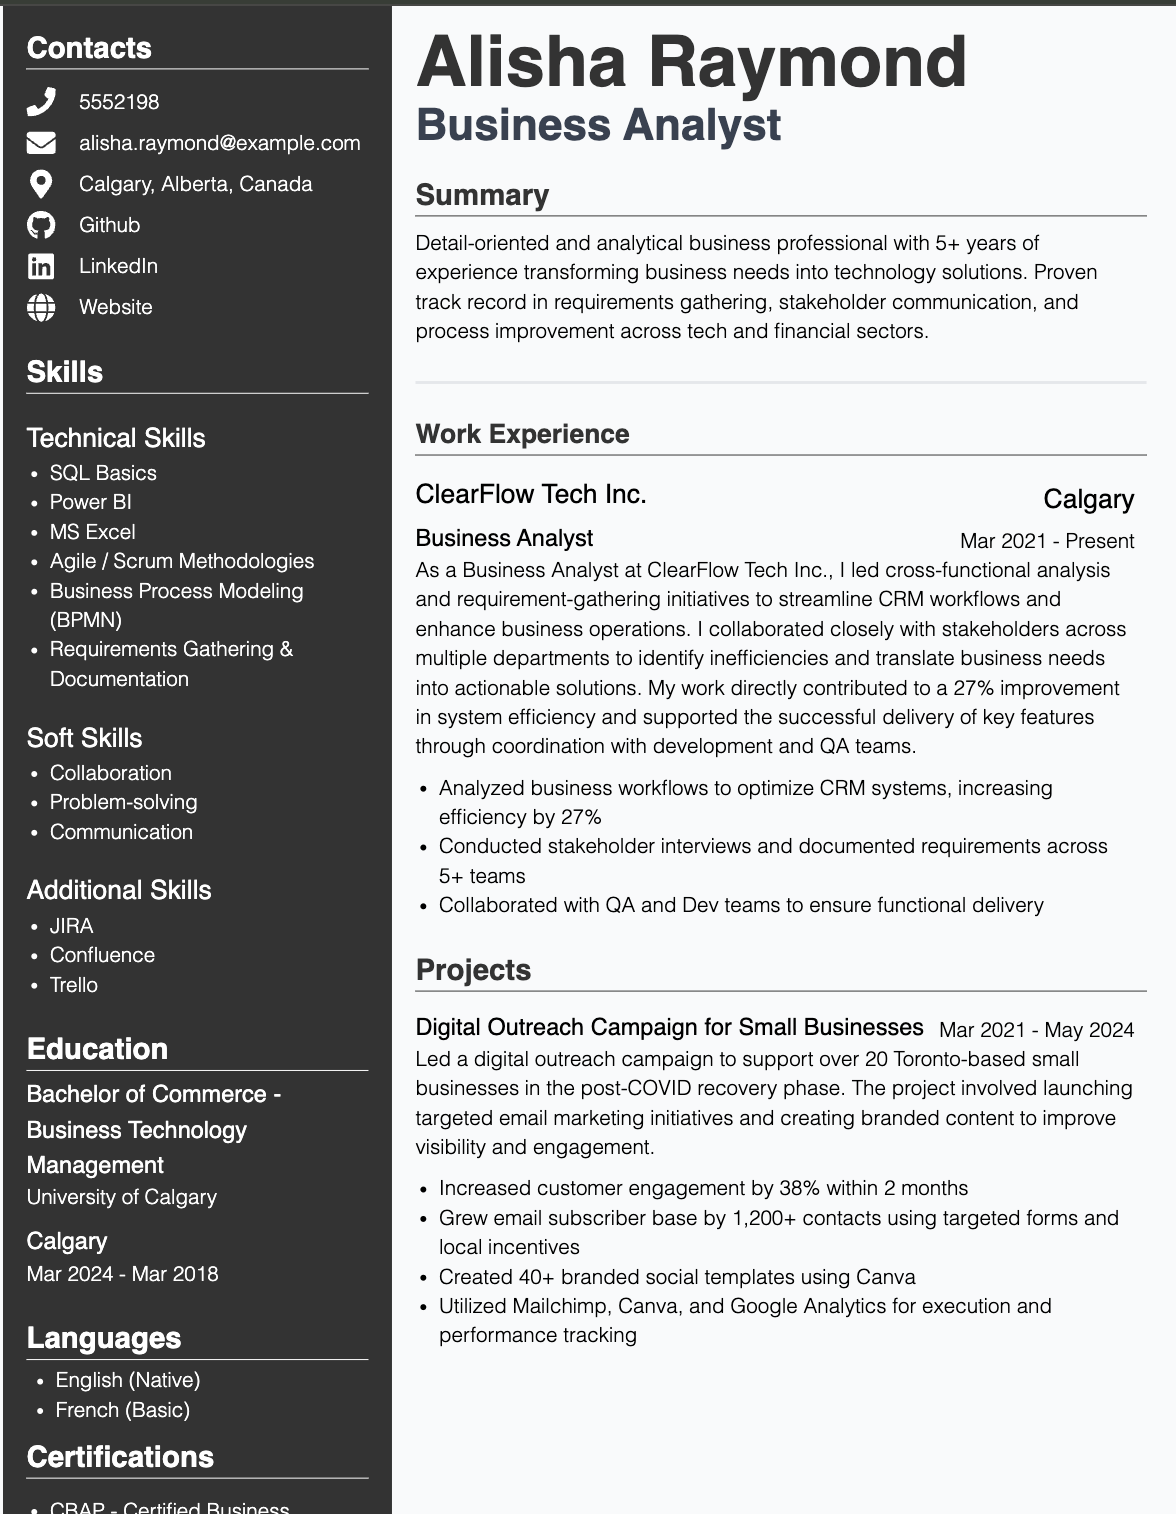 Contacts
5552198
alisha.raymond@example.com
Calgary, Alberta, Canada
Github
LinkedIn
Website
Skills
Technical Skills
• SQL Basics
• Power BI
• MS Excel
• Agile / Scrum Methodologies
• Business Process Modeling
(BPMN)
• Requirements Gathering &
Documentation
Soft Skills
• Collaboration
• Problem-solving
• Communication
Additional Skills
• JIRA
• Confluence
• Trello
Education
Bachelor of Commerce -
Business Technology
Management
University of Calgary
Calgary
Mar 2024 - Mar 2018
Languages
• English (Native)
• French (Basic)
Certifications
• CBAP - Certified Business
Alisha Raymond
Business Analyst
Summary
Detail-oriented and analytical business professional with 5+ years of
experience transforming business needs into technology solutions. Proven
track record in requirements gathering, stakeholder communication, and
process improvement across tech and financial sectors.
Work Experience
ClearFlow Tech Inc. Calgary
Business Analyst Mar 2021 - Present
As a Business Analyst at ClearFlow Tech Inc., I led cross-functional analysis
and requirement-gathering initiatives to streamline CRM workflows and
enhance business operations. I collaborated closely with stakeholders across
multiple departments to identify inefficiencies and translate business needs
into actionable solutions. My work directly contributed to a 27% improvement
in system efficiency and supported the successful delivery of key features
through coordination with development and QA teams.
• Analyzed business workflows to optimize CRM systems, increasing
efficiency by 27%
• Conducted stakeholder interviews and documented requirements across
5+ teams
• Collaborated with QA and Dev teams to ensure functional delivery
Projects
Digital Outreach Campaign for Small Businesses Mar 2021 - May 2024
Led a digital outreach campaign to support over 20 Toronto-based small
businesses in the post-COVID recovery phase. The project involved launching
targeted email marketing initiatives and creating branded content to improve
visibility and engagement.
• Increased customer engagement by 38% within 2 months
• Grew email subscriber base by 1,200+ contacts using targeted forms and
local incentives
• Created 40+ branded social templates using Canva
• Utilized Mailchimp, Canva, and Google Analytics for execution and
performance tracking